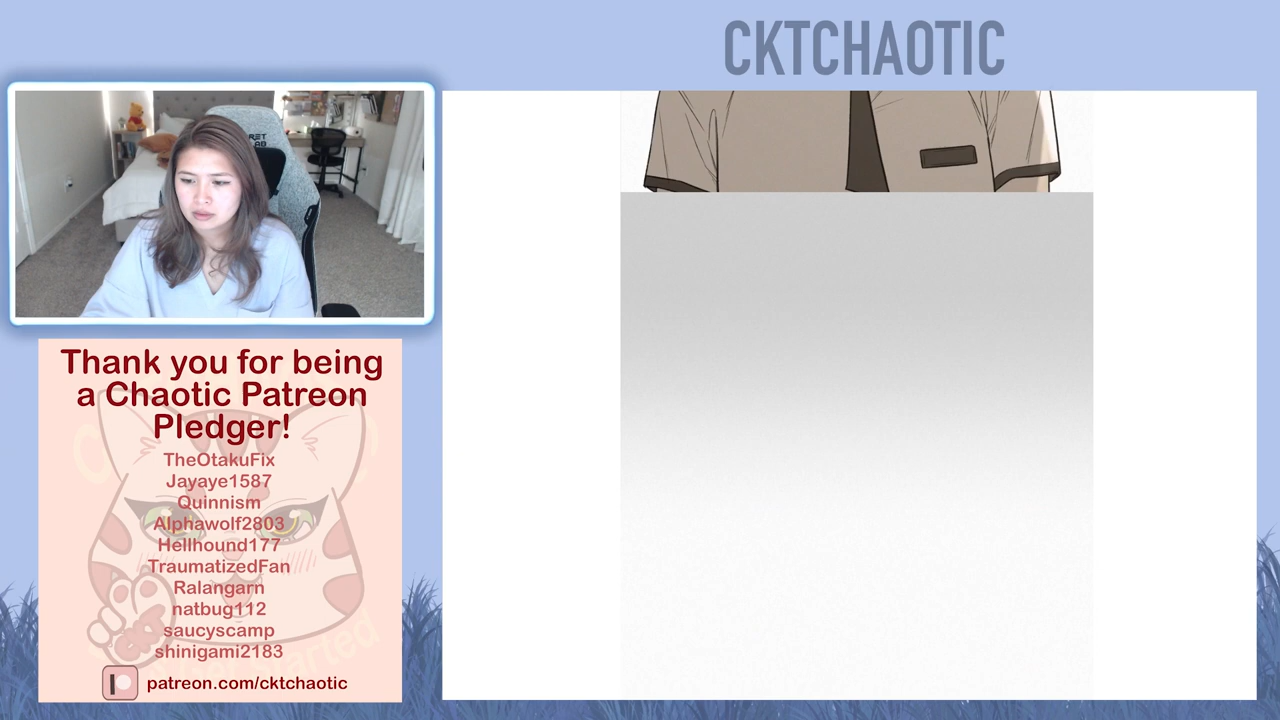 CKTCHAOTIC
Thank you for being
a Chaotic Patreon
Pledger!
TheOtakuFix
Jayaye1587
Quinnism
Alphawolf2803
Hellhound177
TraumatizedFan
Ralangarn
natbug112
saucyscamp
shinigami2183
patreon.com/cktchaotic